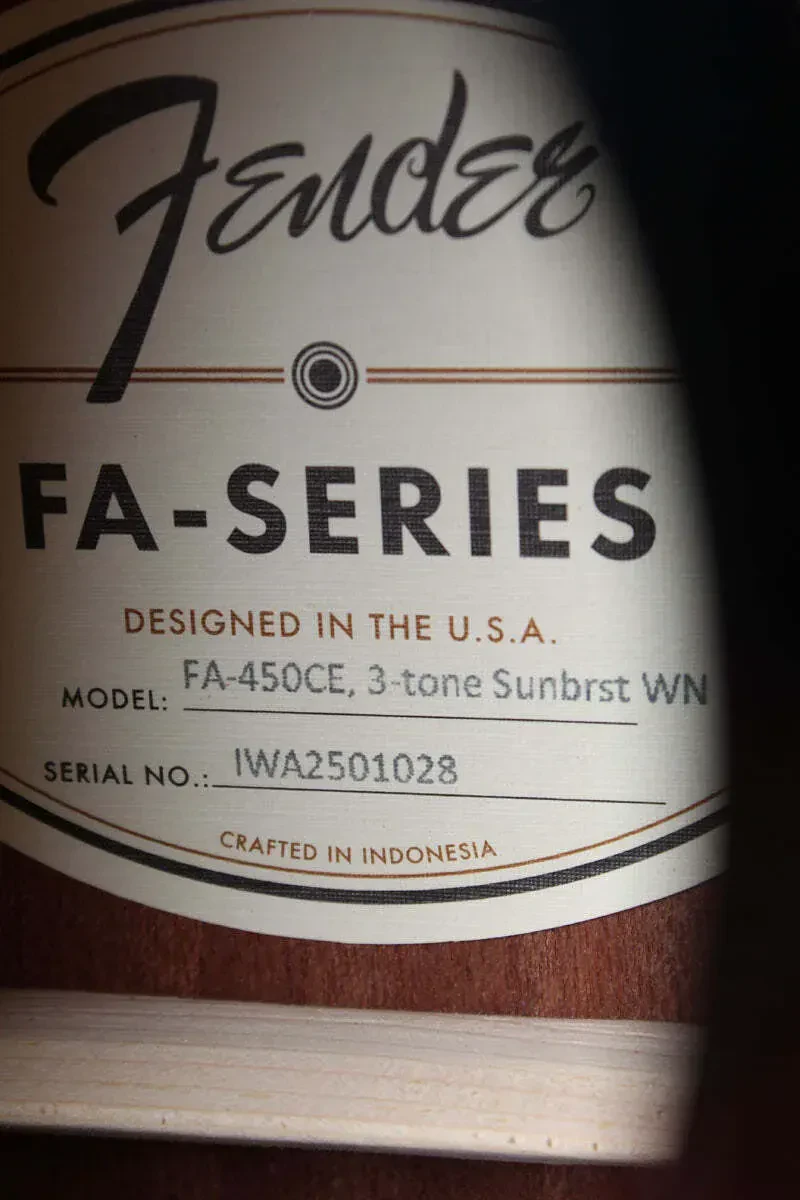 Fender
FA-SERIES
DESIGNED IN THE U.S.A.
MODEL: FA-450CE, 3-tone Sunbrst WN
SERIAL NO.: IWA2501028
CRAFTED IN INDONESIA